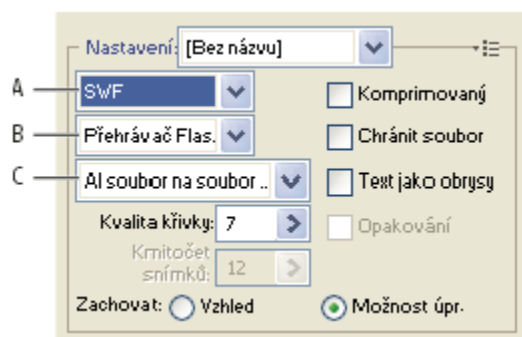 Nastavení: [Bez názvu]
A SWF Komprimovaný
B Přehrávač Flas. Chránit soubor
C AI soubor na soubor .. Text jako obrysy
Kvalita křivky: 7 Opakování
Kmitočet
snímků: 12
Zachovat: Vzhled Možnost úpr.